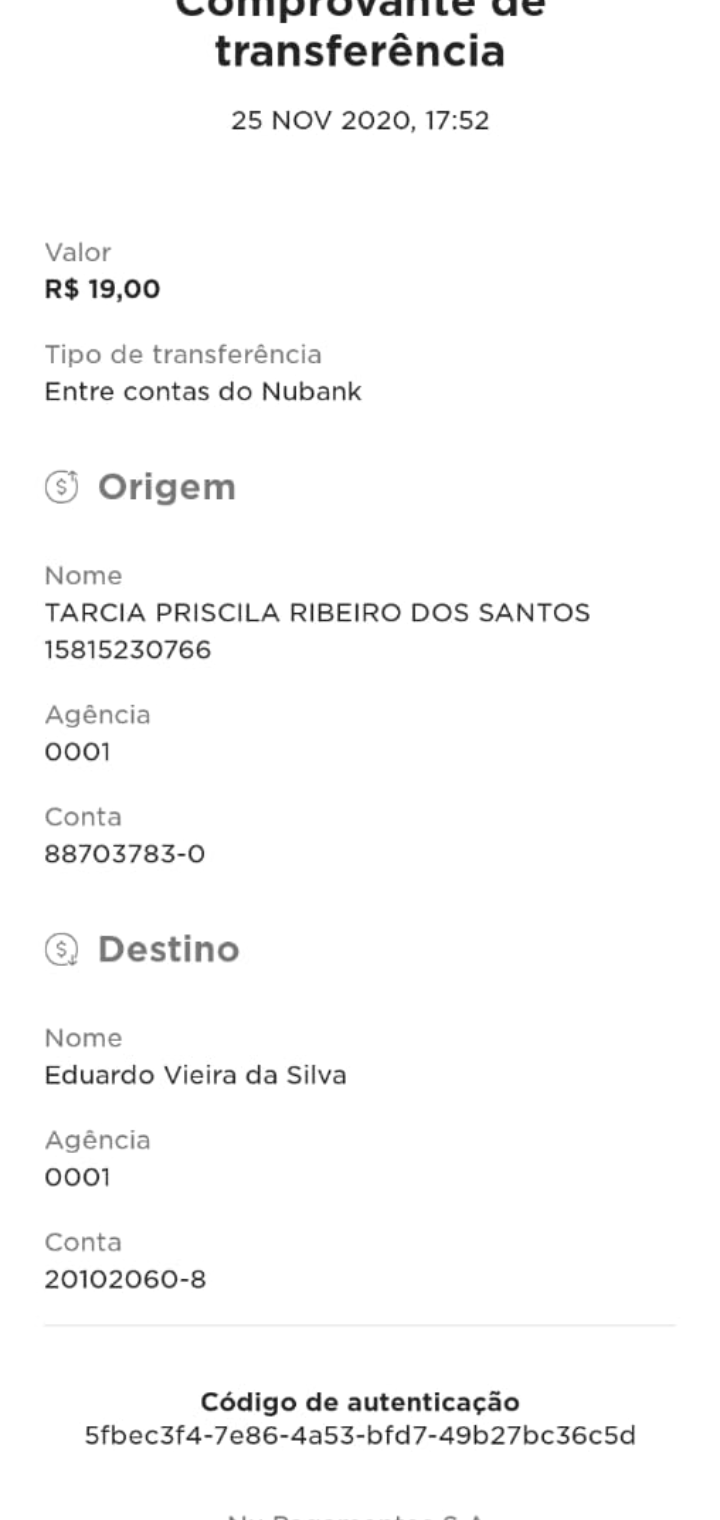 Comprovante de
transferência
25 NOV 2020, 17:52
Valor
R$ 19,00
Tipo de transferência
Entre contas do Nubank
Origem
Nome
TARCIA PRISCILA RIBEIRO DOS SANTOS
15815230766
Agência
0001
Conta
88703783-0
Destino
Nome
Eduardo Vieira da Silva
Agência
0001
Conta
20102060-8
Código de autenticação
5fbec3f4-7e86-4a53-bfd7-49b27bc36c5d
Nu Pagamentos S.A.